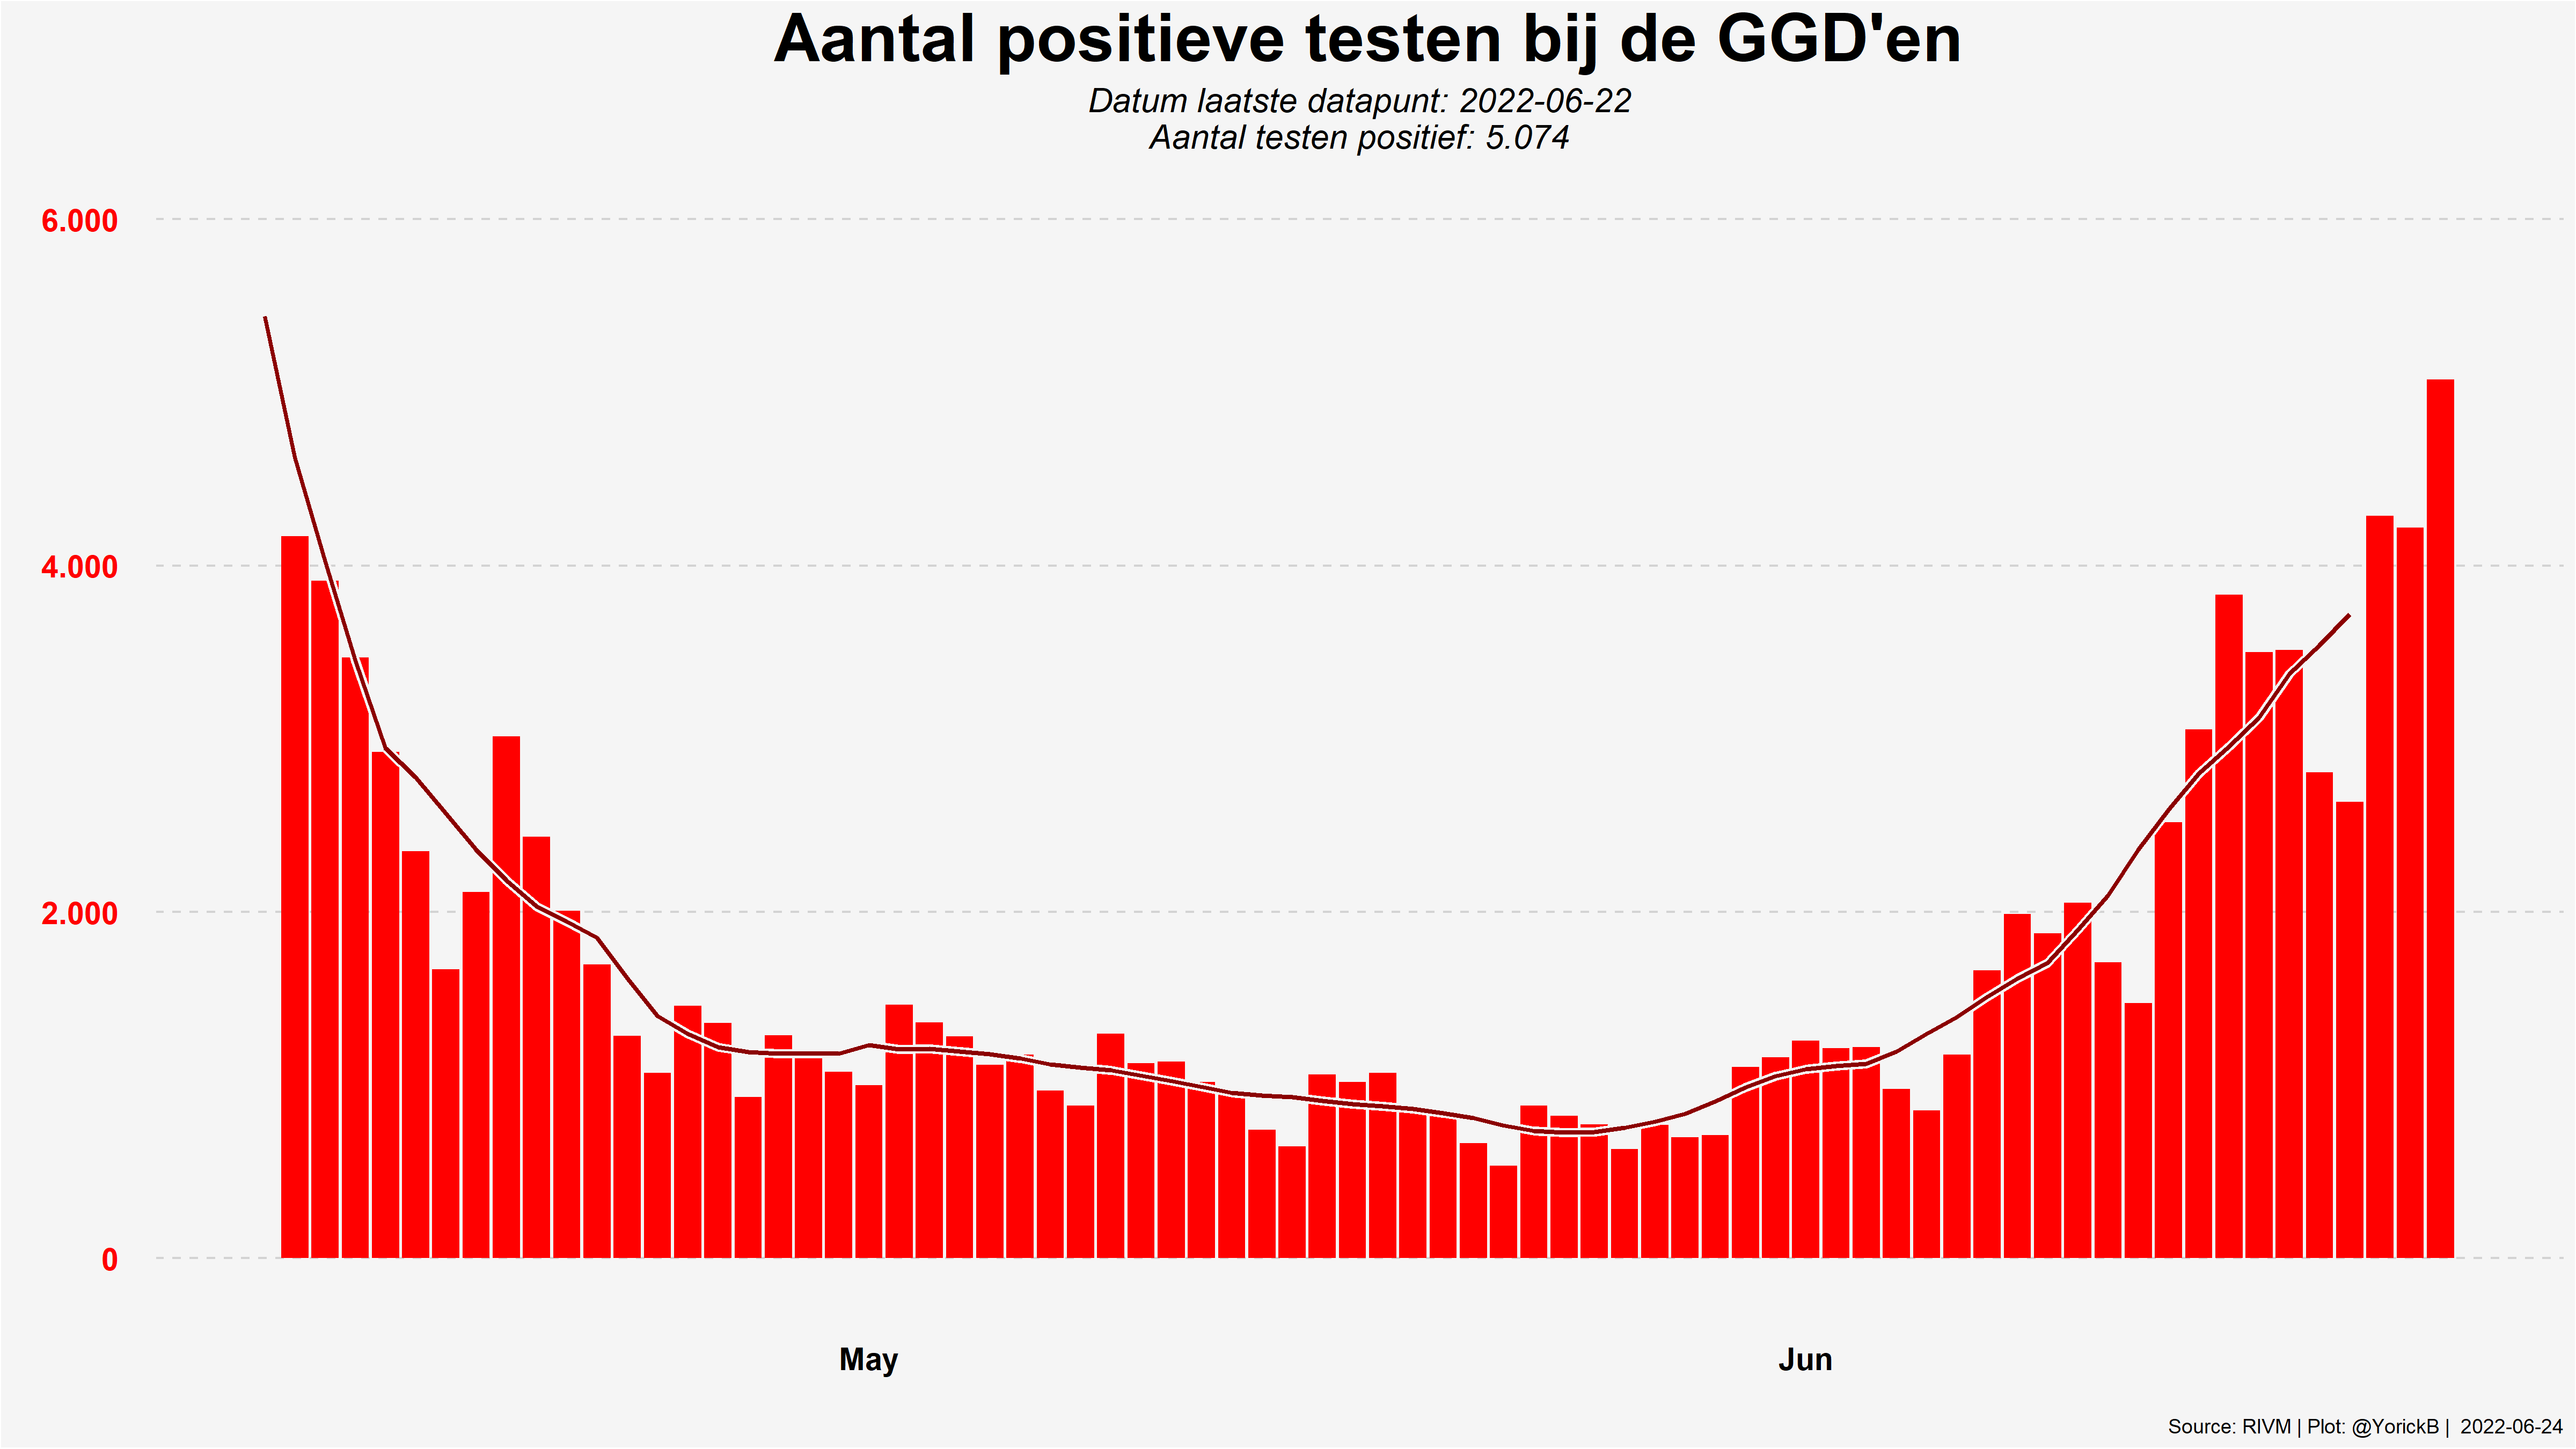 Aantal positieve testen bij de GGD'en
Datum laatste datapunt: 2022-06-22
Aantal testen positief: 5.074
6.000
4.000
2.000
0
May Jun
Source: RIVM | Plot: @YorickB | 2022-06-24